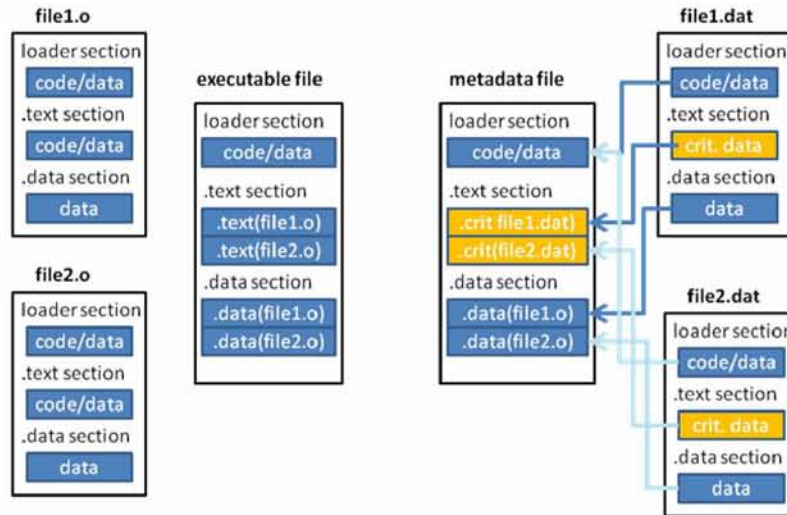 file1.o
loader section
code/data
.text section
code/data
.data section
data
file2.o
loader section
code/data
.text section
code/data
.data section
data
executable file
loader section
code/data
.text section
.text(file1.o)
.text(file2.o)
.data section
.data(file1.o)
.data(file2.o)
metadata file
loader section
code/data
.text section
.crit file1.dat)
.crit(file2.dat)
.data section
.data(file1.o)
.data(file2.o)
file1.dat
loader section
code/data
.text section
crit. data
.data section
data
file2.dat
loader section
code/data
.text section
crit. data
.data section
data